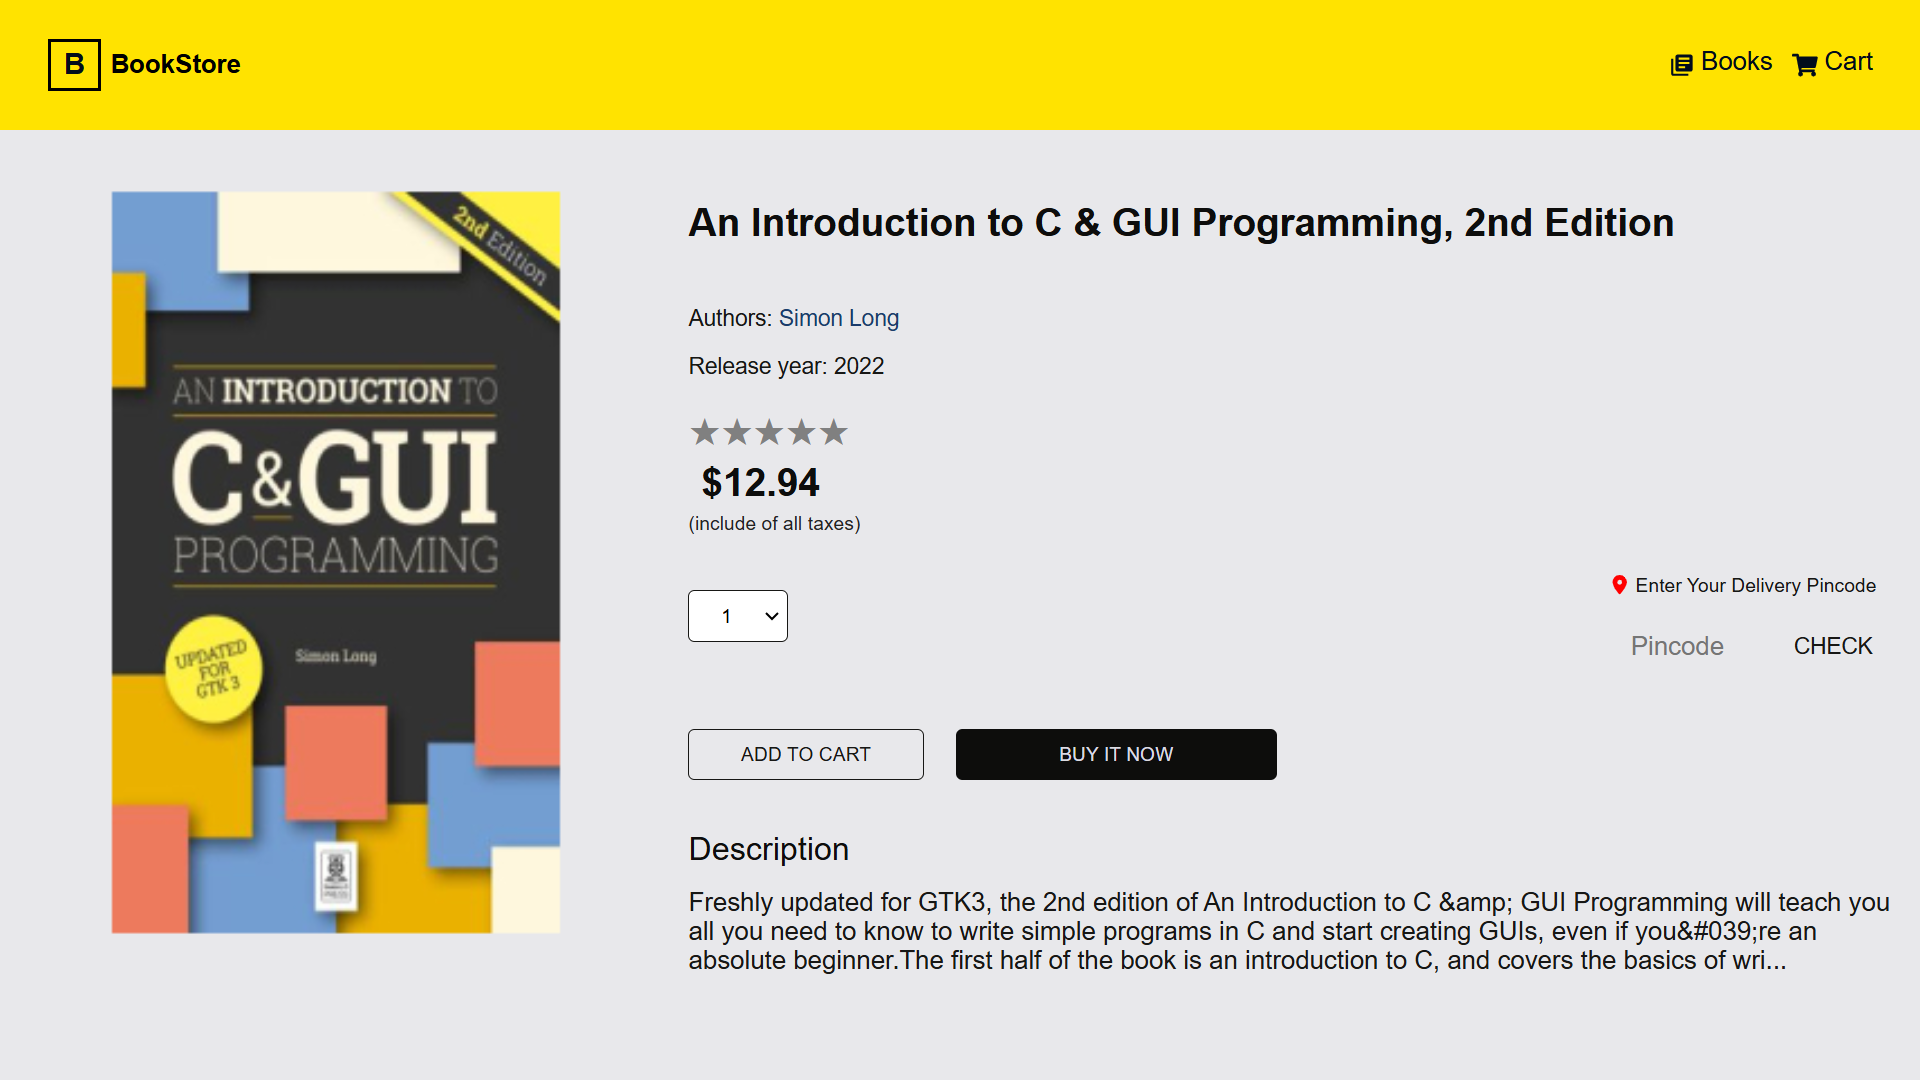 B BookStore
Books Cart
2nd Edition
AN INTRODUCTION TO
C & GUI
PROGRAMMING
UPDATED
FOR
GTK 3
Simon Long
An Introduction to C & GUI Programming, 2nd Edition
Authors: Simon Long
Release year: 2022
$12.94
(include of all taxes)
1
Enter Your Delivery Pincode
Pincode CHECK
ADD TO CART BUY IT NOW
Description
Freshly updated for GTK3, the 2nd edition of An Introduction to C &amp; GUI Programming will teach you
all you need to know to write simple programs in C and start creating GUIs, even if you&#039;re an
absolute beginner.The first half of the book is an introduction to C, and covers the basics of wri...